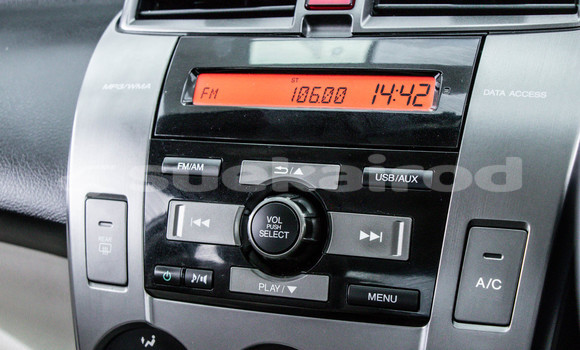 MP3/WMA
ST
FM 106.00 14:42
DATA ACCESS
FM/AM
USB/AUX
VOL
PUSH
SELECT
REAR
A/C
PLAY/
MENU